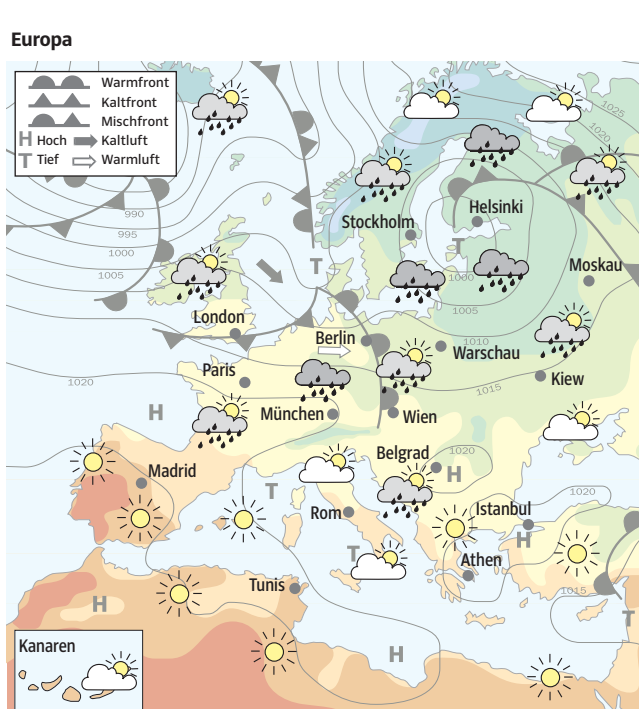 Europa
Warmfront
Kaltfront
Mischfront
H Hoch Kaltluft
T Tief Warmluft
1025
1020
990
995
1000
1005
Stockholm
Helsinki
T
Moskau
T
1000
1005
London
Berlin
1010
Warschau
Paris
1020
1015
Kiew
H
München
Wien
Belgrad
1020
H
Madrid
T
1020
Rom
Istanbul
H
T
Athen
Tunis
1015
H
T
Kanaren
H